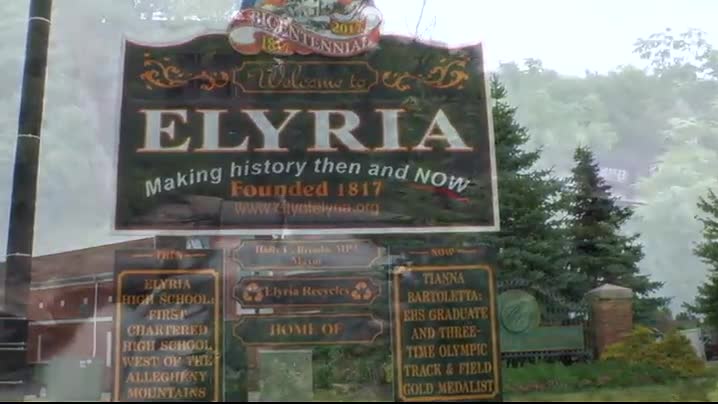 BICENTENNIAL
2017
Welcome to
ELYRIA
Making history then and NOW
Founded 1817
www.cityofelyria.org
THEN
ELYRIA
HIGH SCHOOL:
FIRST
CHARTERED
HIGH SCHOOL
WEST OF THE
ALLEGHENY
MOUNTAINS
Mayor
Elyria Recycles
HOME OF
NOW
TIANNA
BARTOLETTA:
EHS GRADUATE
AND THREE-
TIME OLYMPIC
TRACK & FIELD
GOLD MEDALIST